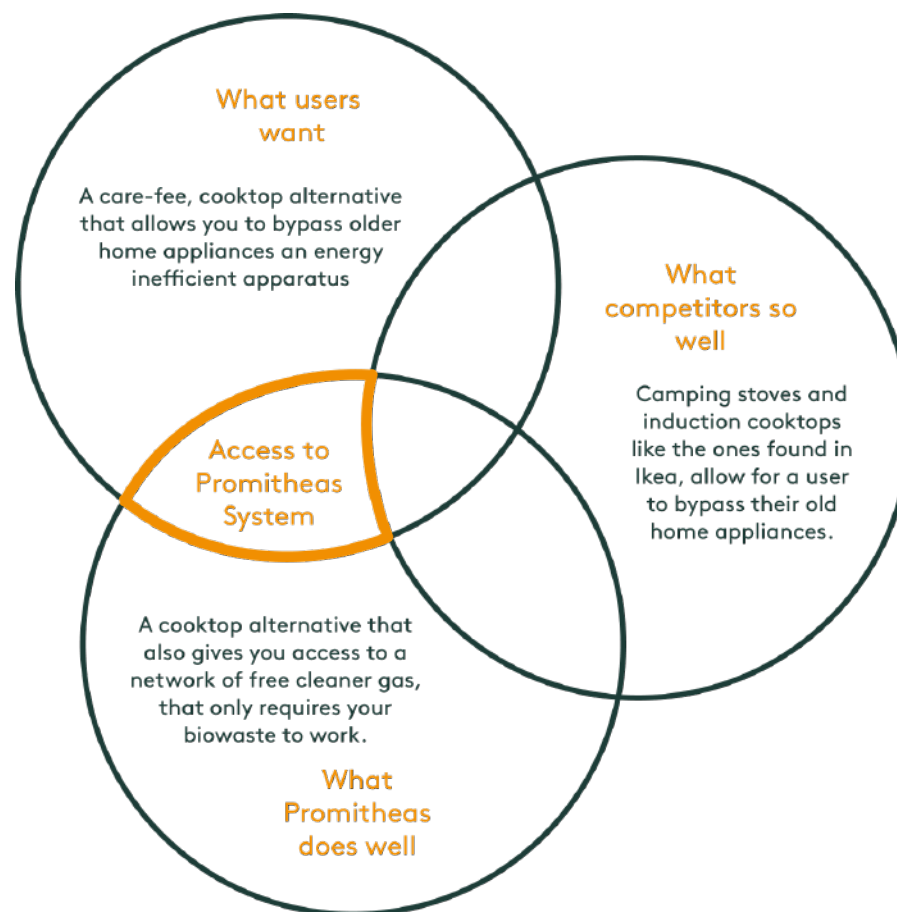 What users
want
A care-fee, cooktop alternative
that allows you to bypass older
home appliances an energy
inefficient apparatus
What
competitors so
well
Camping stoves and
induction cooktops
like the ones found in
Ikea, allow for a user
to bypass their old
home appliances.
Access to
Promitheas
System
A cooktop alternative that
also gives you access to a
network of free cleaner gas,
that only requires your
biowaste to work.
What
Promitheas
does well